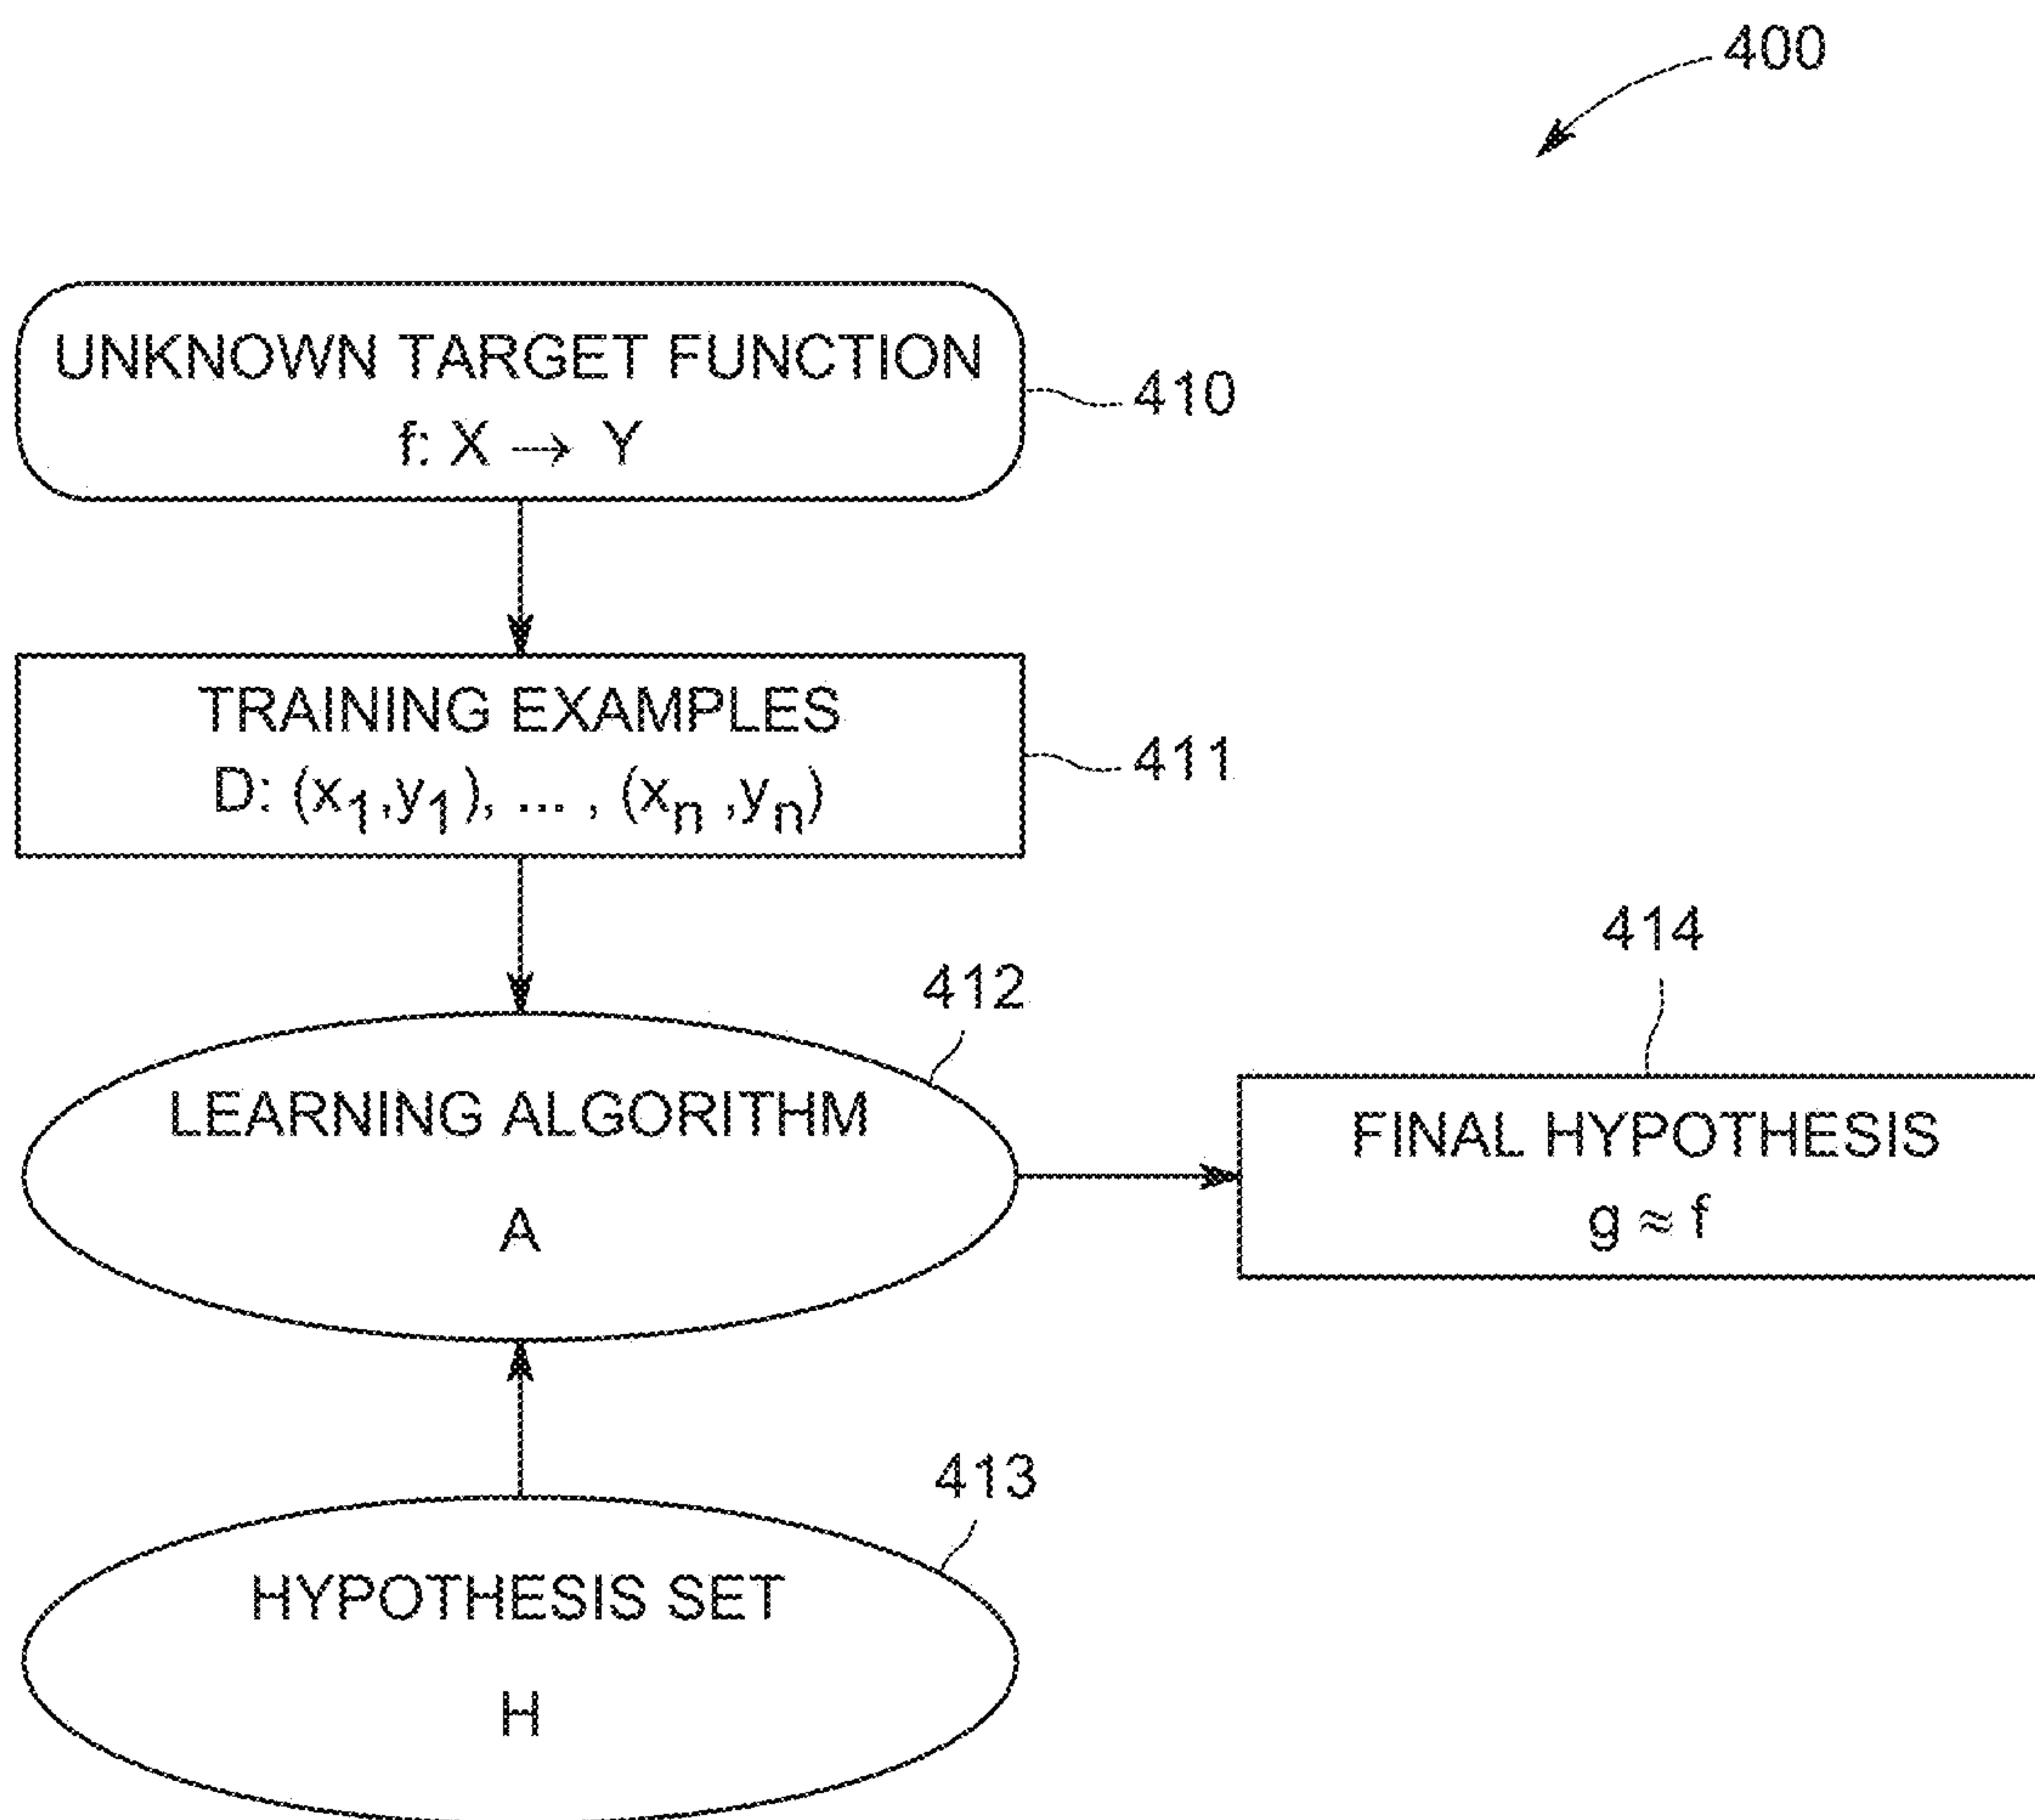 400
UNKNOWN TARGET FUNCTION
f: X → Y
410
TRAINING EXAMPLES
D: (x₁,y₁), ... , (xₙ ,yₙ)
411
412
LEARNING ALGORITHM
A
414
FINAL HYPOTHESIS
g ≈ f
413
HYPOTHESIS SET
H